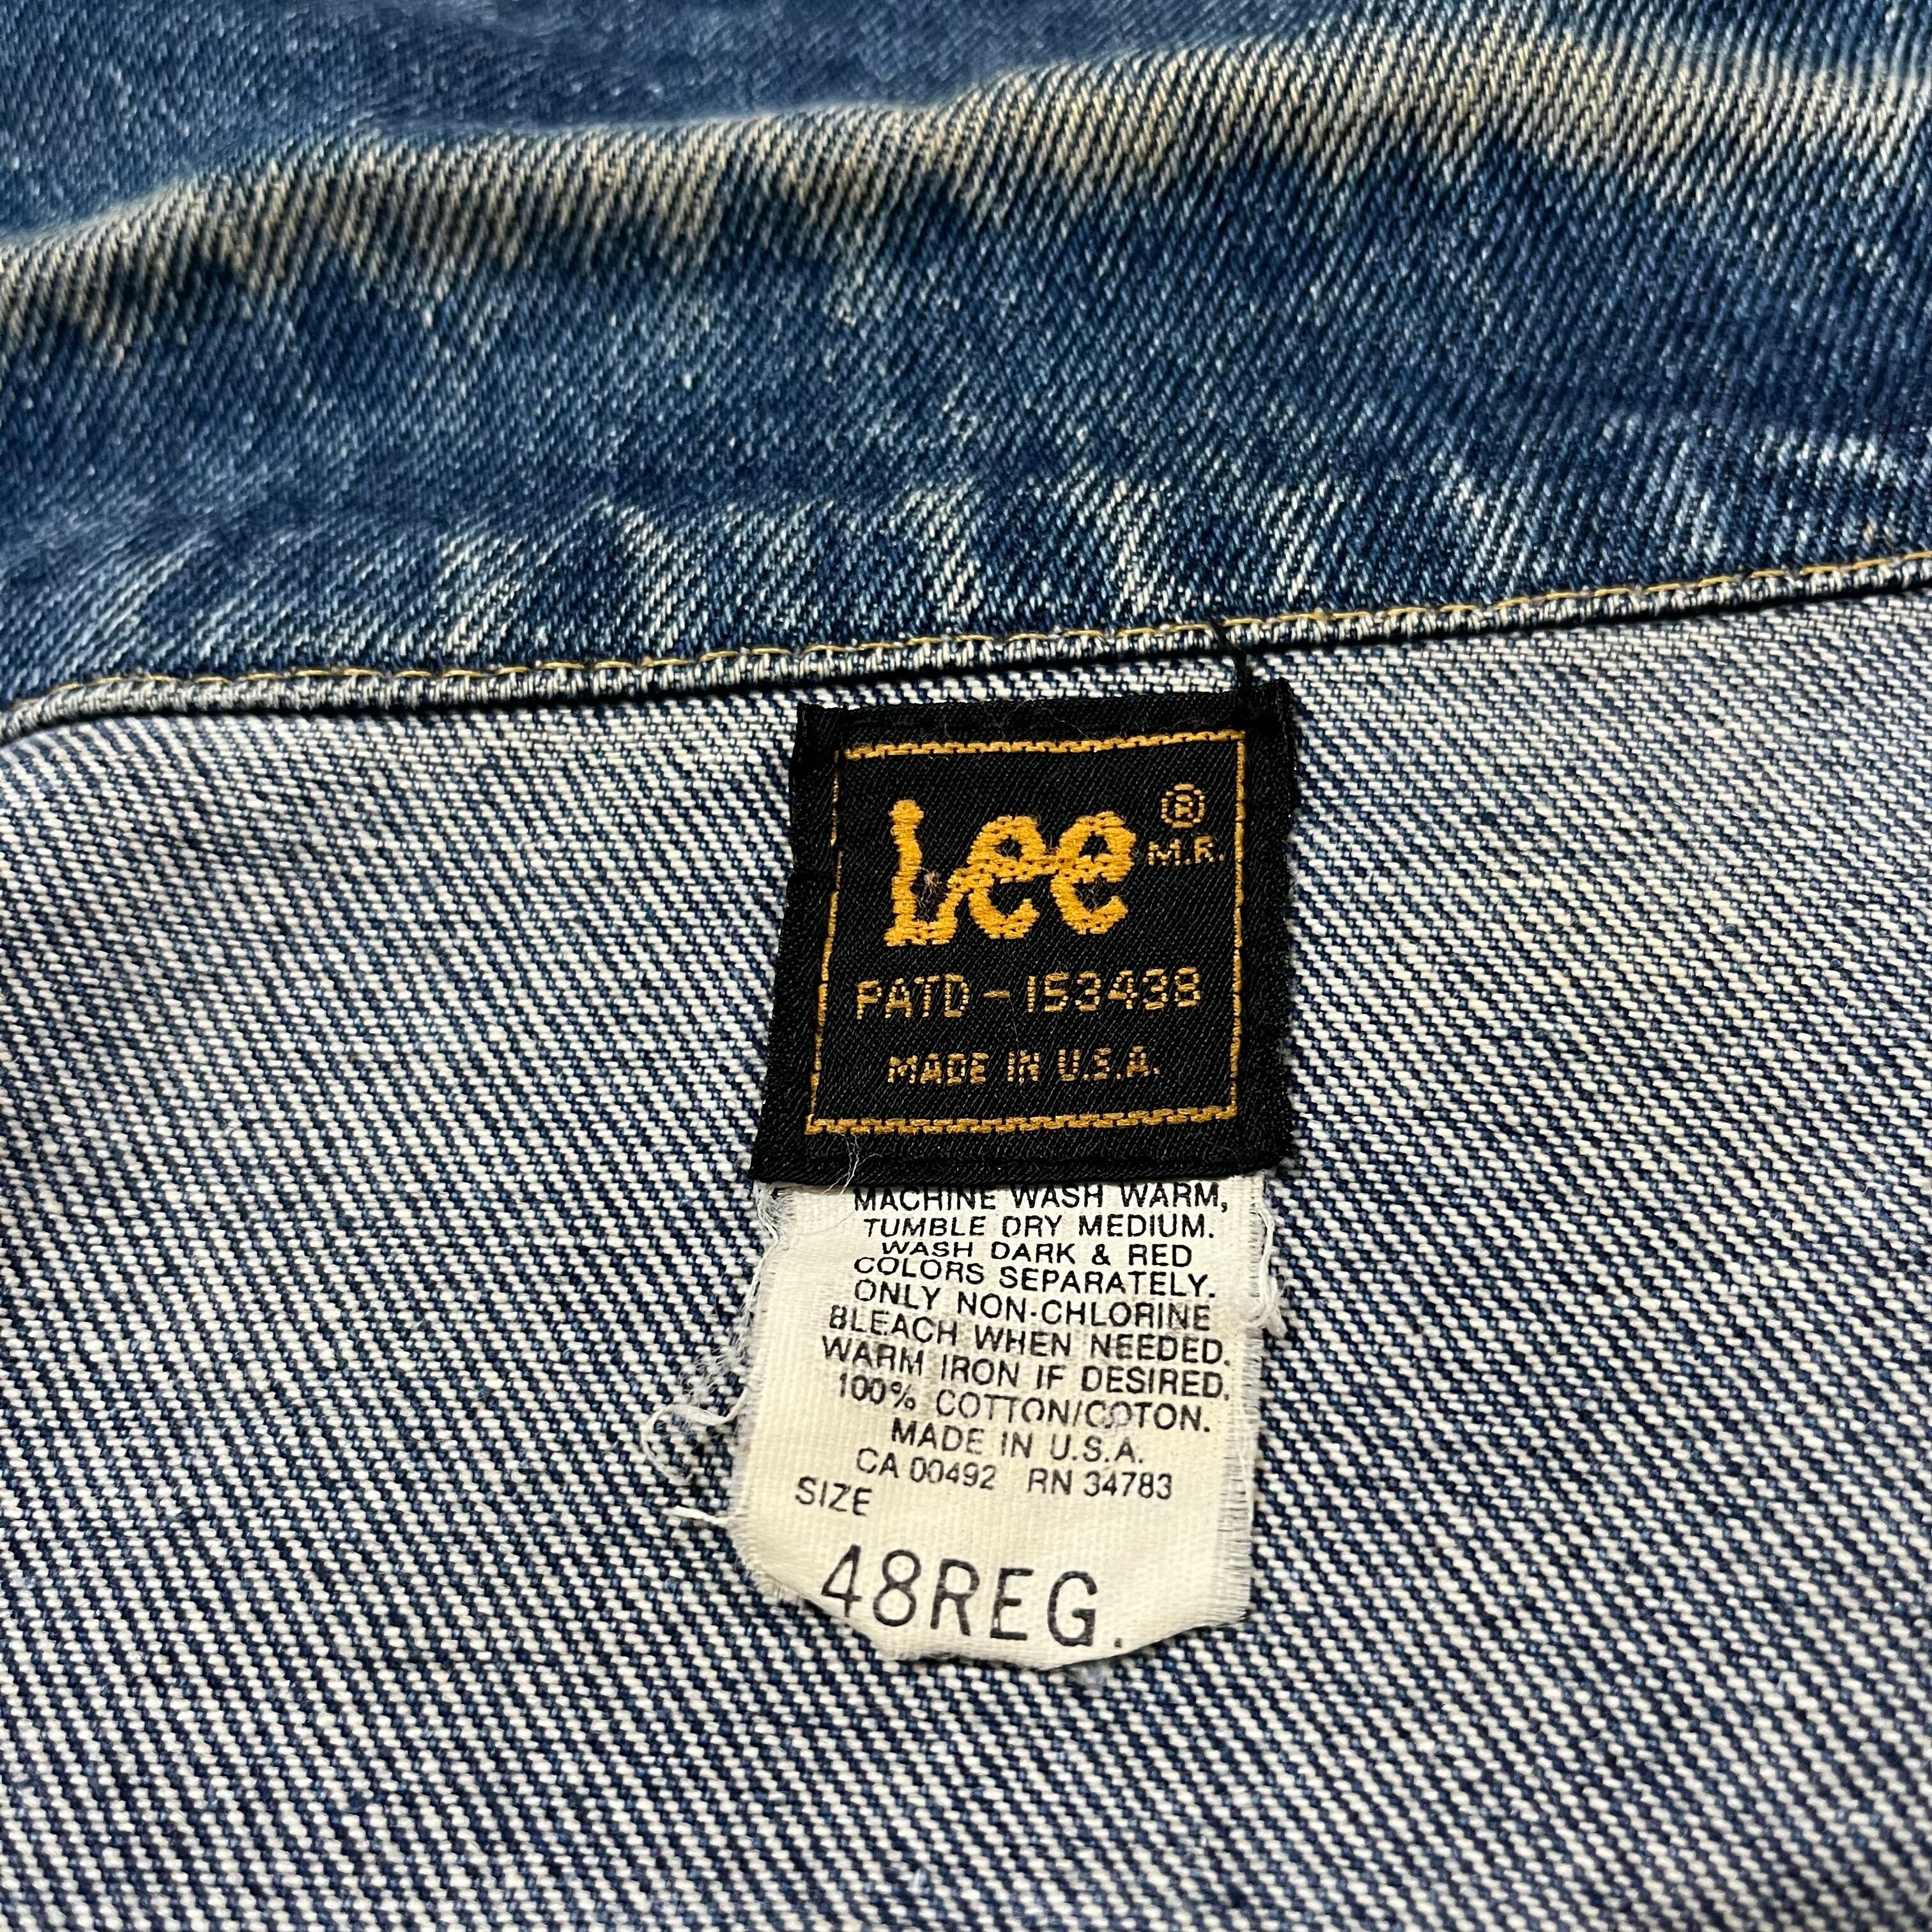 Lee ®
M.R.
PATD-153438
MADE IN U.S.A.
MACHINE WASH WARM,
TUMBLE DRY MEDIUM.
WASH DARK & RED
COLORS SEPARATELY.
ONLY NON-CHLORINE
BLEACH WHEN NEEDED.
WARM IRON IF DESIRED.
100% COTTON/COTON.
MADE IN U.S.A.
CA 00492 RN 34783
SIZE
48REG.